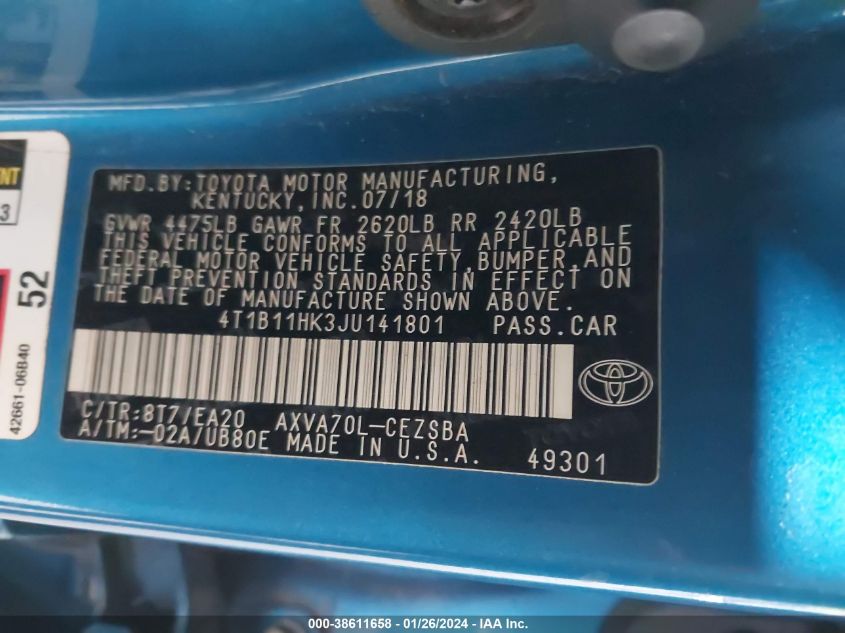 NT
3
52
42661-06B40
MFD.BY:TOYOTA MOTOR MANUFACTURING,
KENTUCKY,INC.07/18
GVWR 4475LB GAWR FR 2620LB RR 2420LB
THIS VEHICLE CONFORMS TO ALL APPLICABLE
FEDERAL MOTOR VEHICLE SAFETY,BUMPER,AND
THEFT PREVENTION STANDARDS IN EFFECT ON
THE DATE OF MANUFACTURE SHOWN ABOVE.
4T1B11HK3JU141801 PASS.CAR
C/TR:8T7/EA20 AXVA70L-CEZSBA
A/TM:-02A/UB80E MADE IN U.S.A. 49301
000-38611658 - 01/26/2024 - IAA Inc.